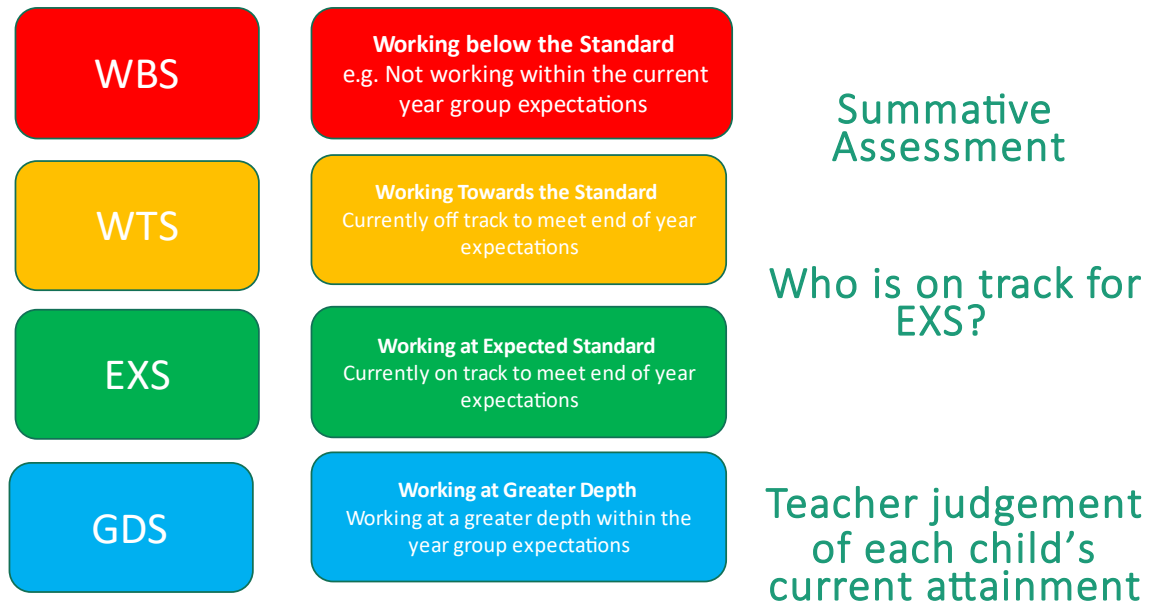 WBS
Working below the Standard
e.g. Not working within the current
year group expectations
WTS
Working Towards the Standard
Currently off track to meet end of year
expectations
EXS
Working at Expected Standard
Currently on track to meet end of year
expectations
GDS
Working at Greater Depth
Working at a greater depth within the
year group expectations
Summative
Assessment
Who is on track for
EXS?
Teacher judgement
of each child’s
current attainment